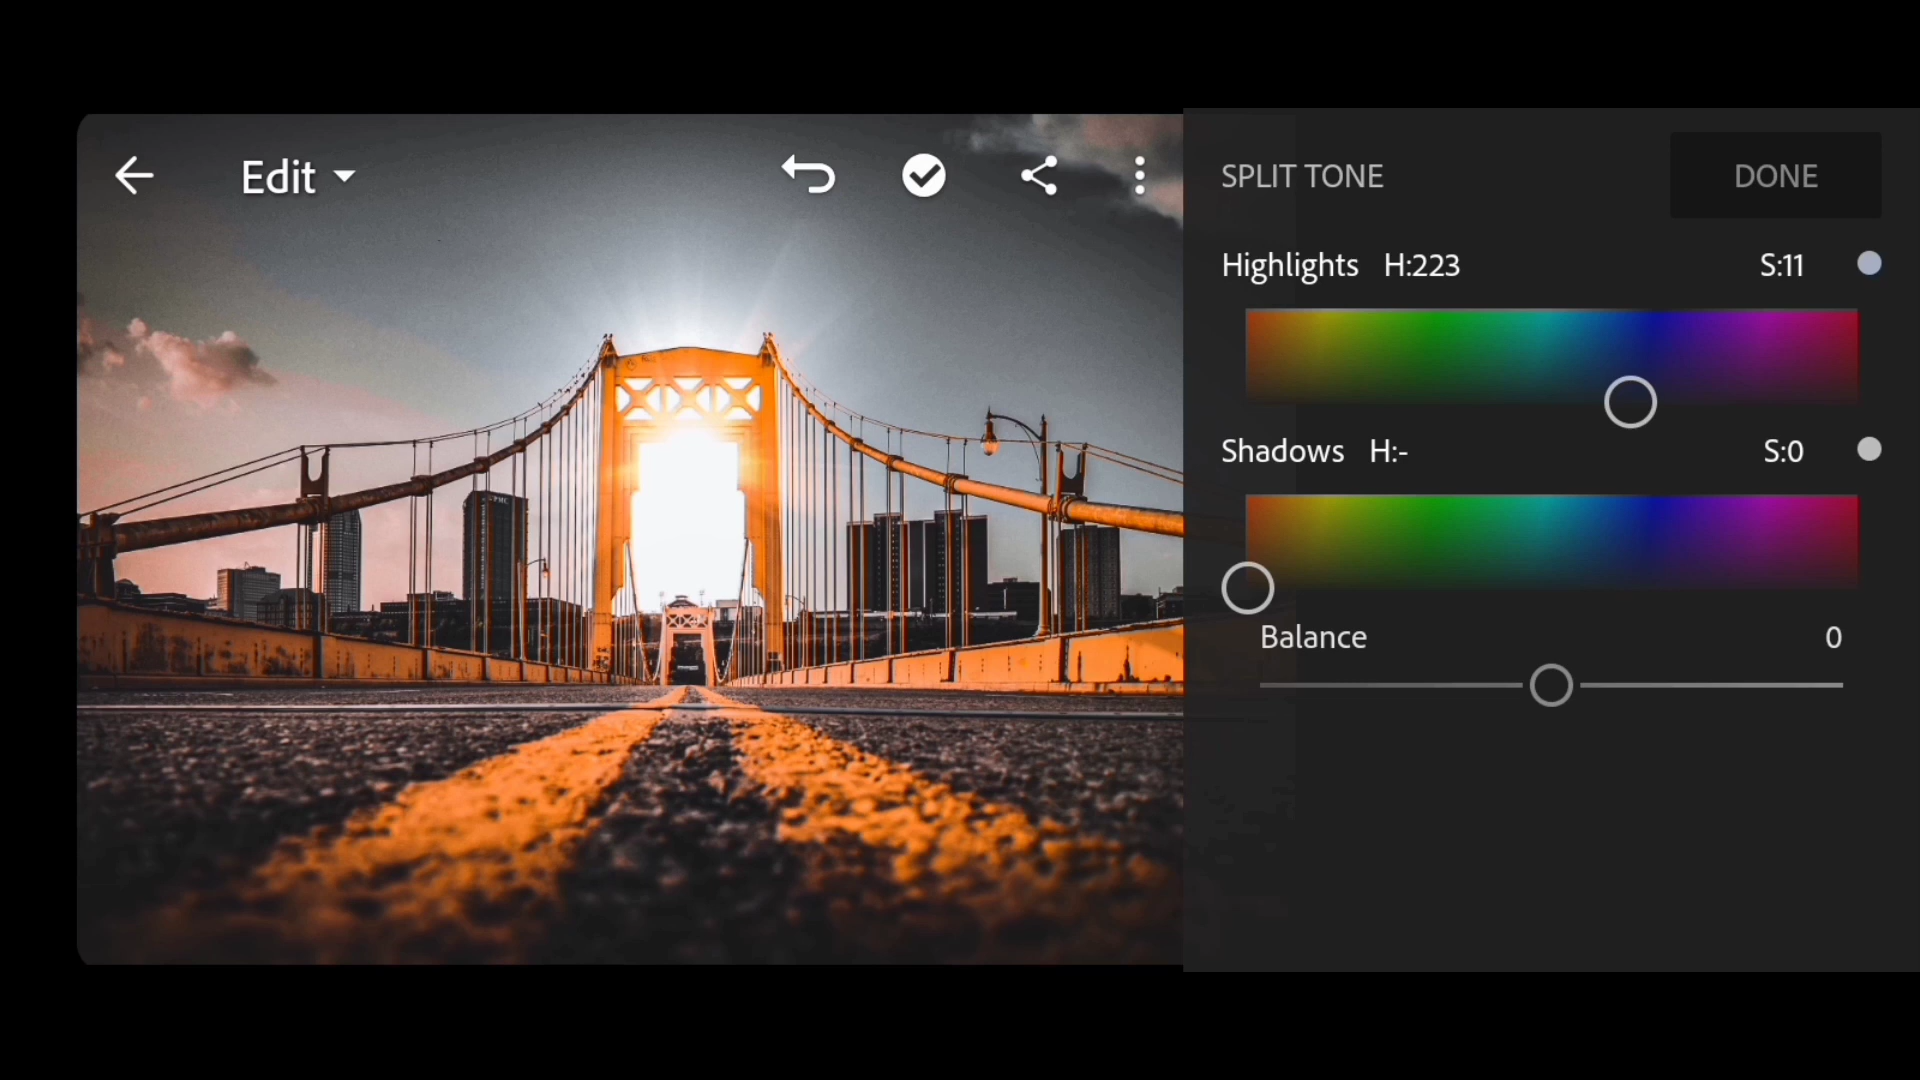 Edit
SPLIT TONE
DONE
Highlights H:223 S:11
Shadows H:- S:0
Balance 0